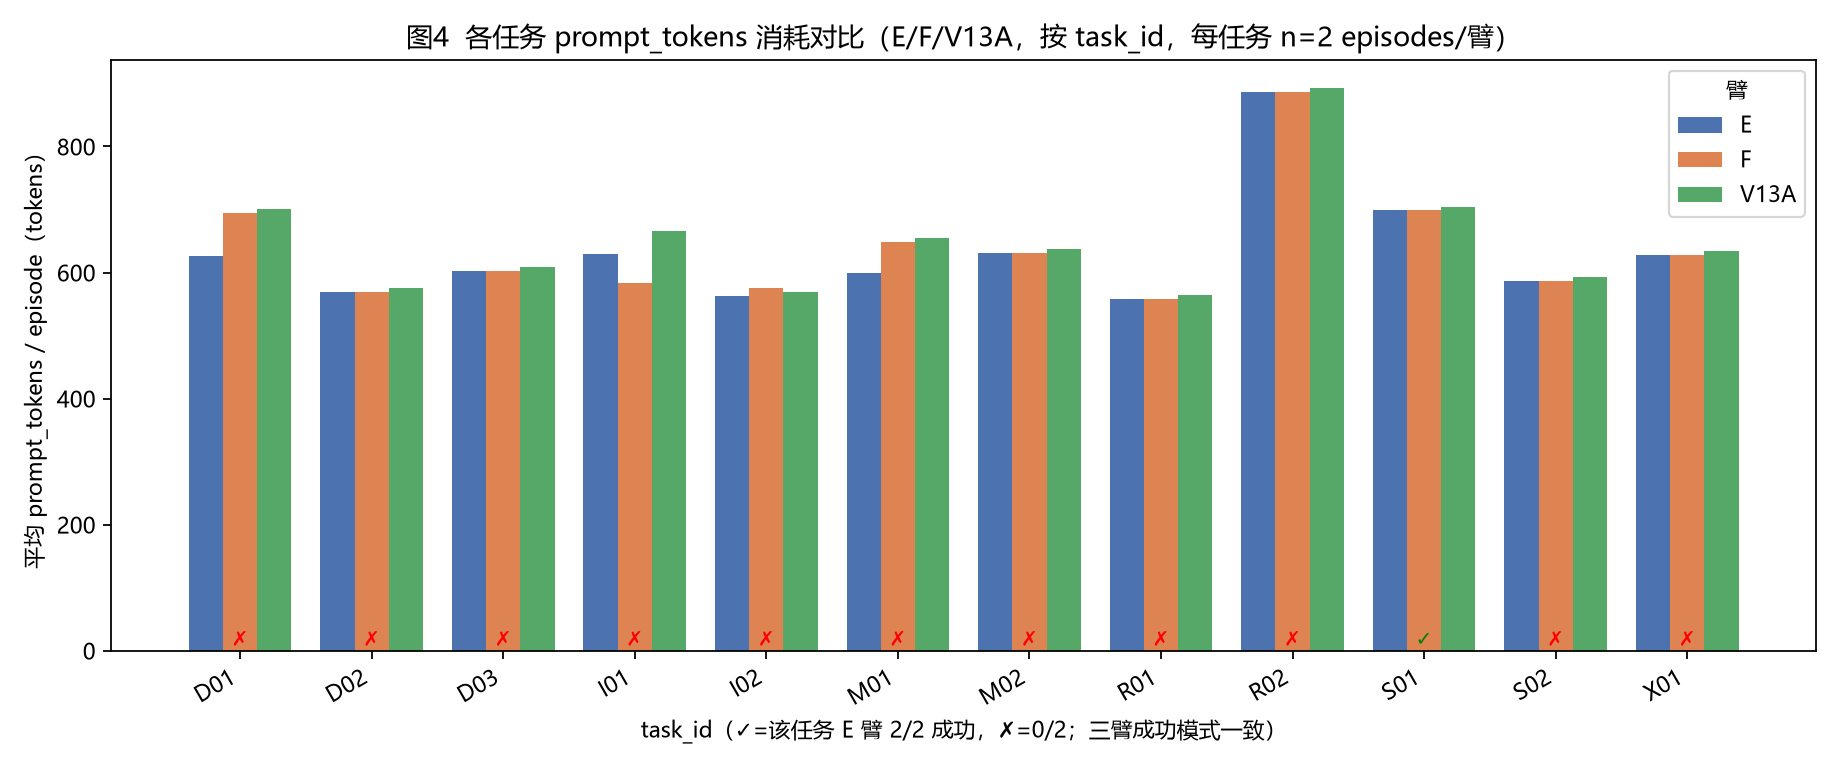 图4  各任务 prompt_tokens 消耗对比（E/F/V13A，按 task_id，每任务 n=2 episodes/臂）
平均 prompt_tokens / episode（tokens）
800
600
400
200
0
臂
E
F
V13A
✗ ✗ ✗ ✗ ✗ ✗ ✗ ✗ ✗ ✓ ✗ ✗
D01 D02 D03 I01 I02 M01 M02 R01 R02 S01 S02 X01
task_id（✓=该任务 E 臂 2/2 成功，✗=0/2；三臂成功模式一致）